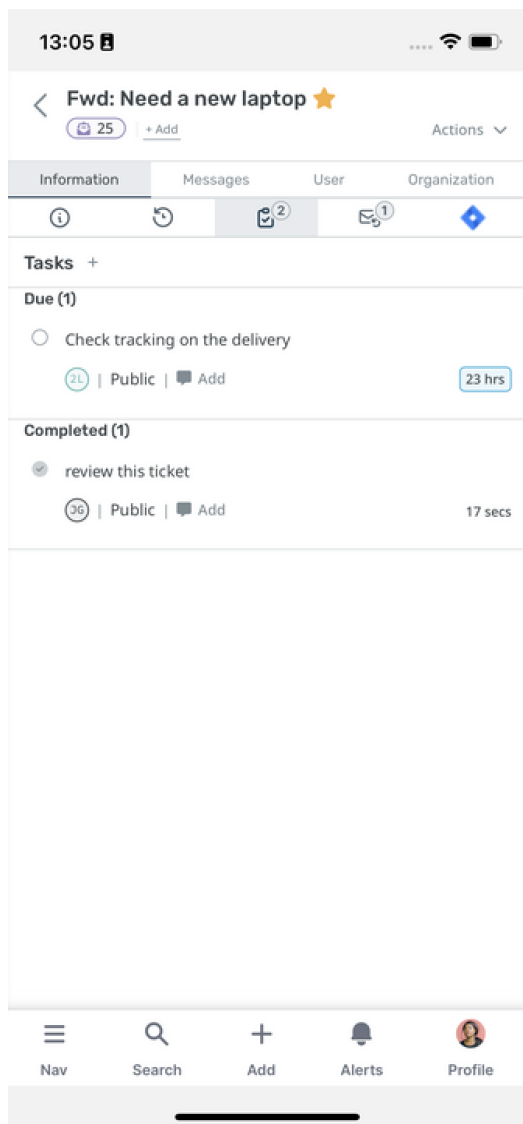 13:05
Fwd: Need a new laptop
25 + Add
Actions
Information Messages User Organization
2 1
Tasks +
Due (1)
Check tracking on the delivery
2L | Public | Add
23 hrs
Completed (1)
review this ticket
JG | Public | Add
17 secs
Nav Search Add Alerts Profile